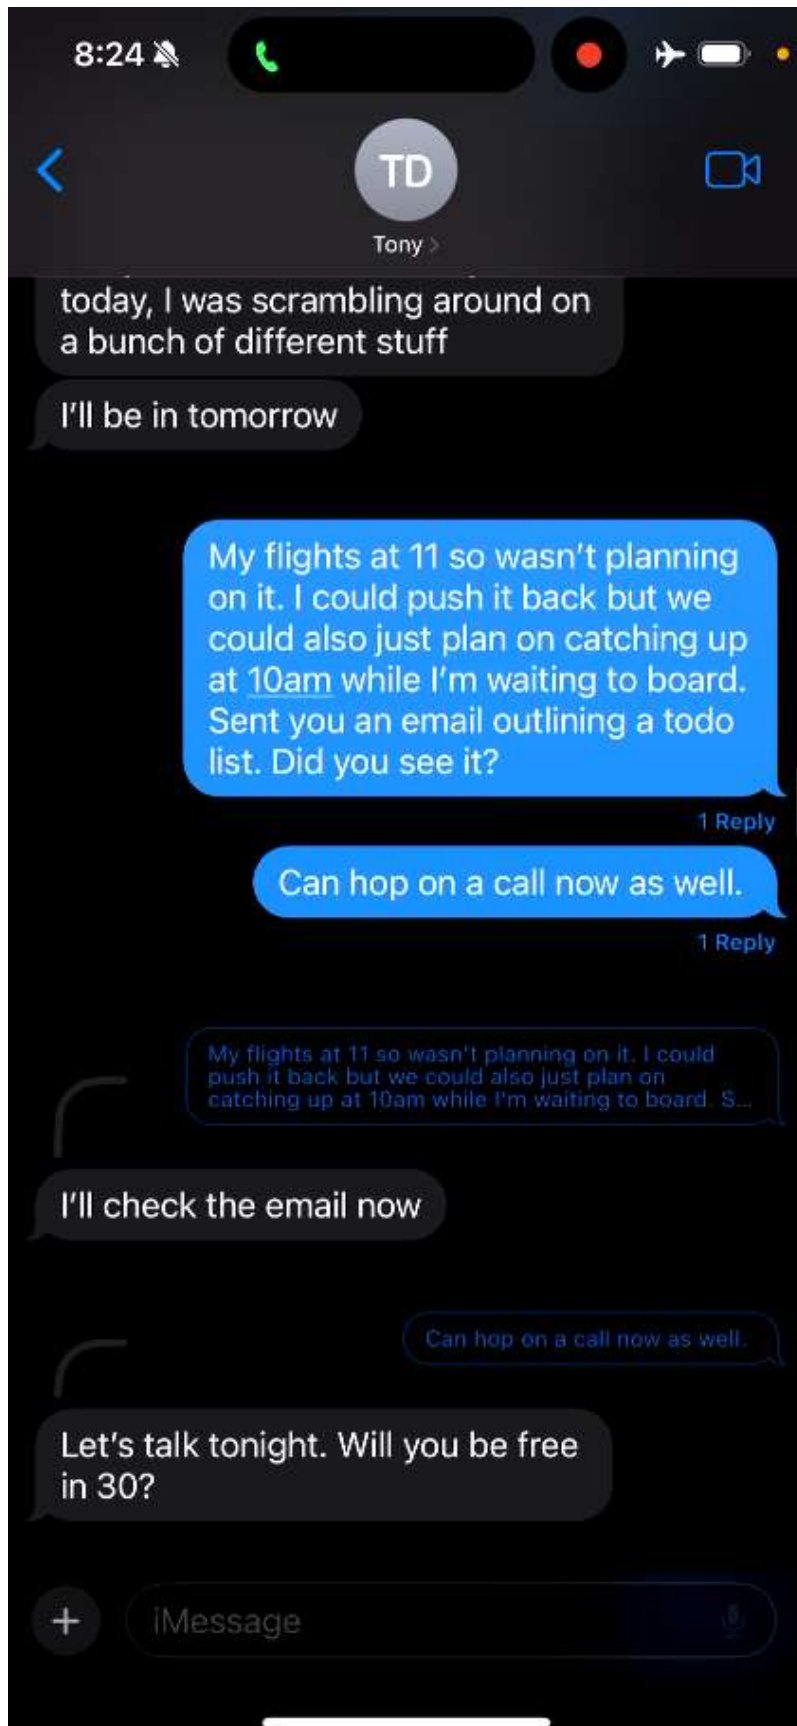 8:24
TD
Tony
today, I was scrambling around on
a bunch of different stuff
I'll be in tomorrow
My flights at 11 so wasn't planning
on it. I could push it back but we
could also just plan on catching up
at 10am while I'm waiting to board.
Sent you an email outlining a todo
list. Did you see it?
1 Reply
Can hop on a call now as well.
1 Reply
My flights at 11 so wasn't planning on it. I could
push it back but we could also just plan on
catching up at 10am while I'm waiting to board. S...
I'll check the email now
Can hop on a call now as well.
Let's talk tonight. Will you be free
in 30?
iMessage